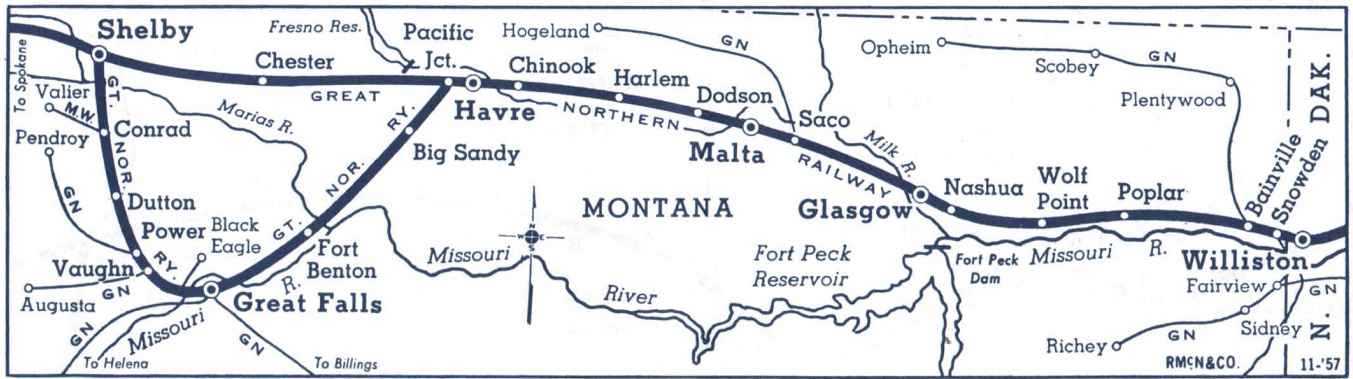 Shelby
Fresno Res.
Pacific
Jct.
Hogeland
GN
Opheim
GN
Scobey
Plentywood
To Spokane
Chester
Chinook
Harlem
Dodson
Saco
Valier
M.W.
GREAT
NORTHERN
RAILWAY
Havre
Marias R.
Milk R.
Pendroy
Conrad
GT. NOR. RY.
Big Sandy
Malta
GN
Dutton
GT. NOR. RY.
MONTANA
Glasgow
Nashua
Wolf
Point
Poplar
Bainville
Snowden
N. DAK.
Power
Black
Eagle
N
W E
S
Vaughn
Fort
Benton
Missouri
River
Fort Peck
Reservoir
Fort Peck
Dam
Missouri R.
Williston
Augusta
GN
Great Falls
Missouri R.
Fairview
GN
Sidney
GN
To Helena
GN
To Billings
Richey
GN
RMCN&CO.
11-'57